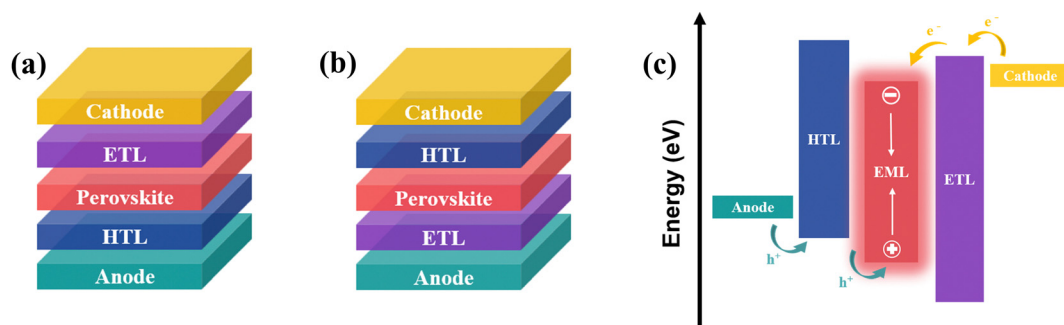 (a)
Cathode
ETL
Perovskite
HTL
Anode
(b)
Cathode
HTL
Perovskite
ETL
Anode
(c)
Energy (eV)
e⁻
e⁻
Cathode
HTL
EML
ETL
Anode
h⁺
h⁺